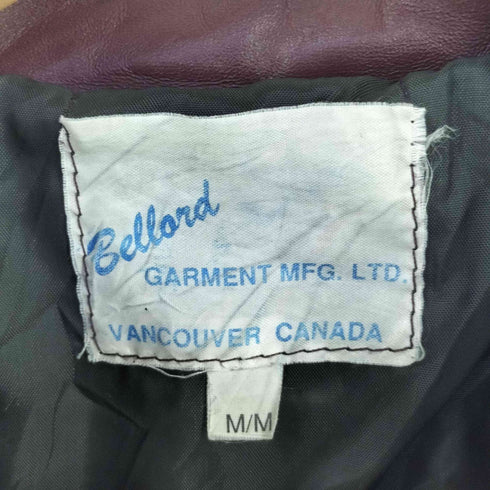 Bellord
GARMENT MFG. LTD.
VANCOUVER CANADA
M/M